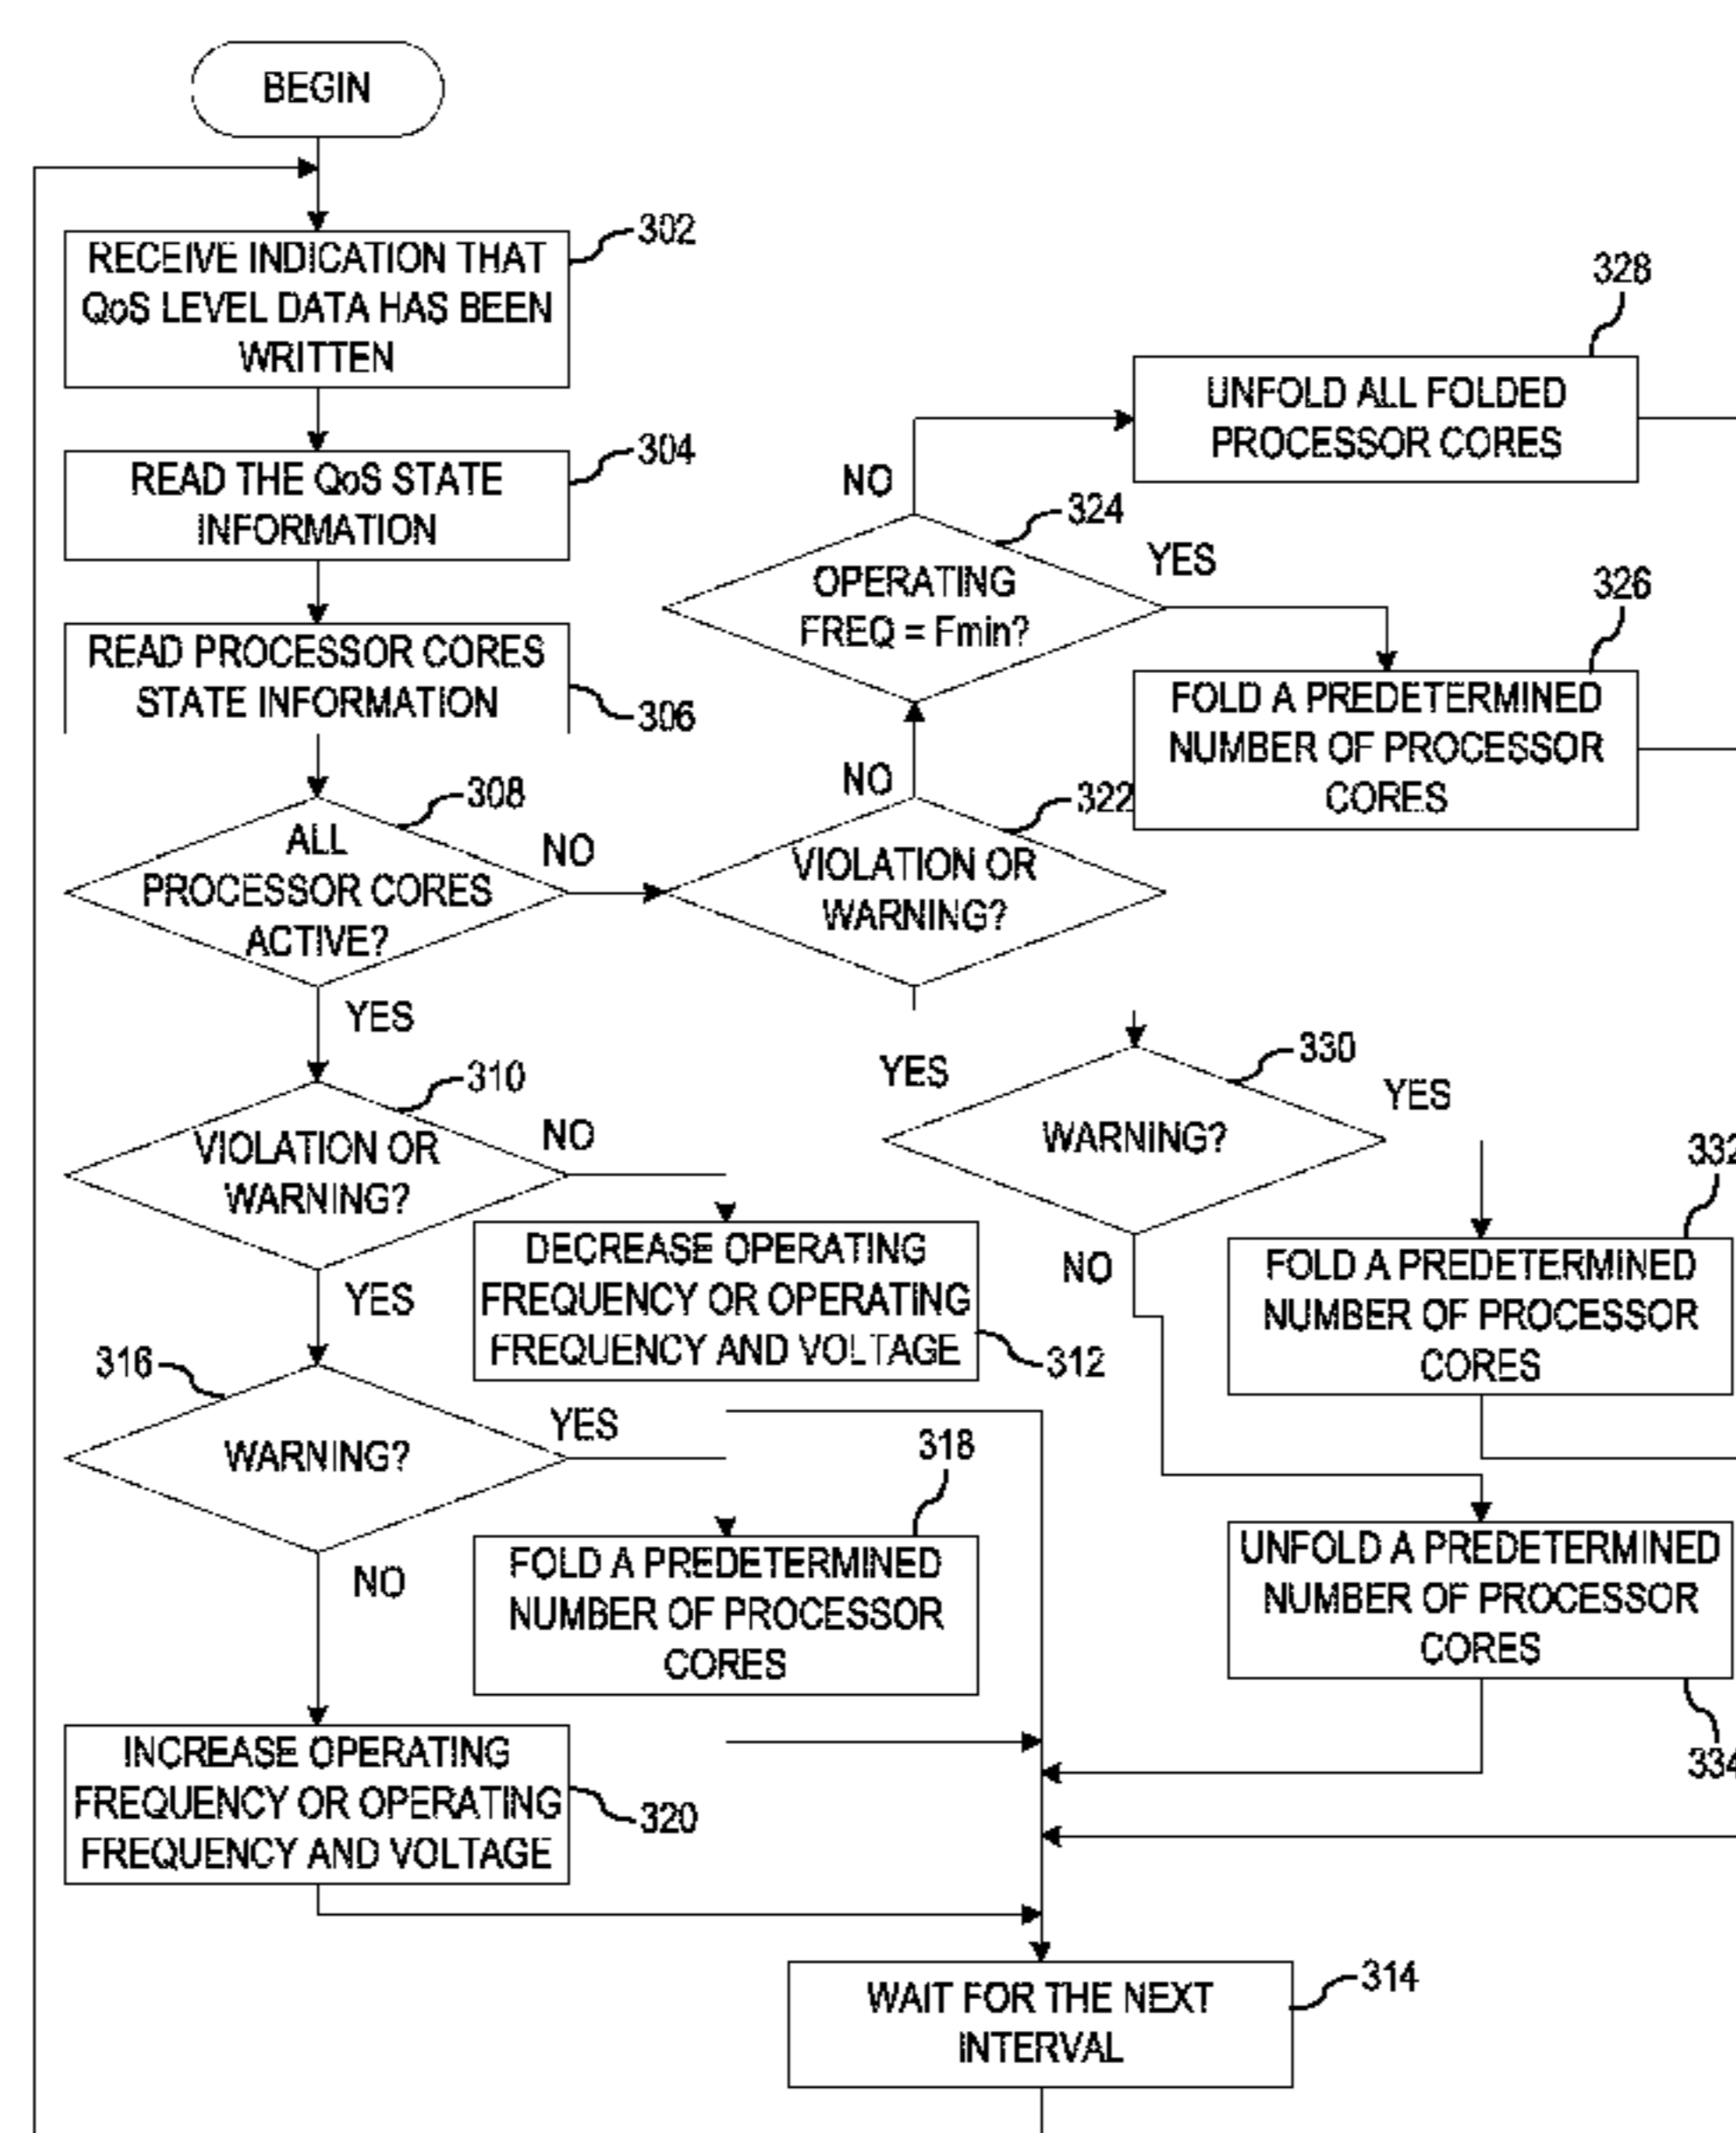 BEGIN
302
RECEIVE INDICATION THAT
QoS LEVEL DATA HAS BEEN
WRITTEN
304
READ THE QoS STATE
INFORMATION
READ PROCESSOR CORES
STATE INFORMATION
306
308
ALL
PROCESSOR CORES
ACTIVE?
NO
YES
310
VIOLATION OR
WARNING?
NO
YES
DECREASE OPERATING
FREQUENCY OR OPERATING
FREQUENCY AND VOLTAGE
312
316
WARNING?
YES
NO
318
FOLD A PREDETERMINED
NUMBER OF PROCESSOR
CORES
INCREASE OPERATING
FREQUENCY OR OPERATING
FREQUENCY AND VOLTAGE
320
322
VIOLATION OR
WARNING?
NO
YES
324
OPERATING
FREQ = Fmin?
NO
YES
328
UNFOLD ALL FOLDED
PROCESSOR CORES
326
FOLD A PREDETERMINED
NUMBER OF PROCESSOR
CORES
330
WARNING?
YES
NO
332
FOLD A PREDETERMINED
NUMBER OF PROCESSOR
CORES
UNFOLD A PREDETERMINED
NUMBER OF PROCESSOR
CORES
334
WAIT FOR THE NEXT
INTERVAL
314